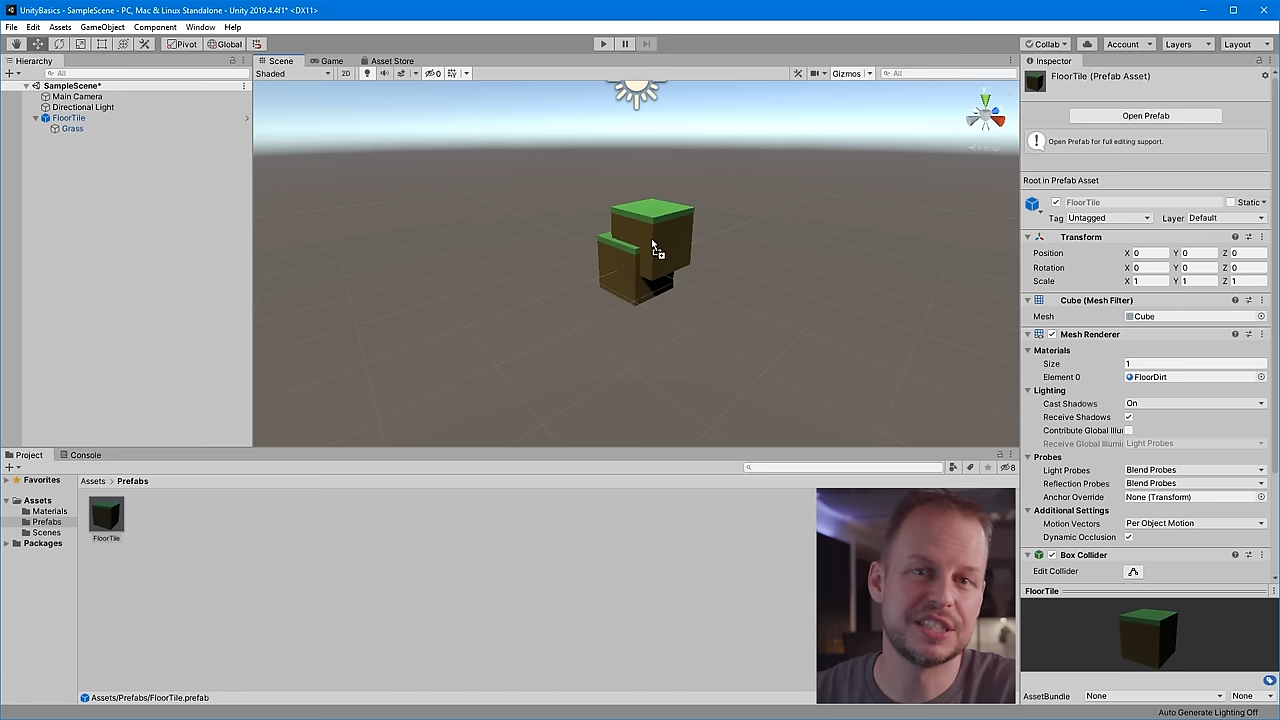 UnityBasics - SampleScene - PC, Mac & Linux Standalone - Unity 2019.4.4f1* <DX11>
File Edit Assets GameObject Component Window Help
Pivot Global Collab Account Layers Layout
Hierarchy
All
SampleScene*
Main Camera
Directional Light
FloorTile
Grass
Scene Game Asset Store
Shaded 2D 0 Gizmos All
y
Persp
Inspector
FloorTile (Prefab Asset)
Open Prefab
Open Prefab for full editing support.
Root in Prefab Asset
FloorTile Static
Tag Untagged Layer Default
Transform
Position X 0 Y 0 Z 0
Rotation X 0 Y 0 Z 0
Scale X 1 Y 1 Z 1
Cube (Mesh Filter)
Mesh Cube
Mesh Renderer
Materials
Size 1
Element 0 FloorDirt
Lighting
Cast Shadows On
Receive Shadows
Contribute Global Illu
Receive Global Illumi Light Probes
Probes
Light Probes Blend Probes
Reflection Probes Blend Probes
Anchor Override None (Transform)
Additional Settings
Motion Vectors Per Object Motion
Dynamic Occlusion
Box Collider
Edit Collider
FloorTile
AssetBundle None None
Auto Generate Lighting Off
Project Console
8
Favorites
Assets
Materials
Prefabs
Scenes
Packages
Assets > Prefabs
FloorTile
Assets/Prefabs/FloorTile.prefab